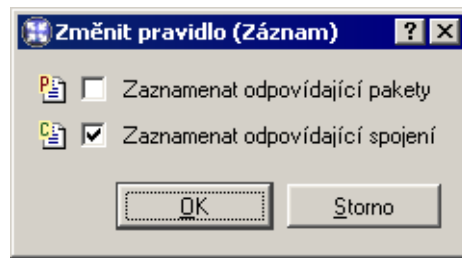 Změnit pravidlo (Záznam)
Zaznamenat odpovídající pakety
Zaznamenat odpovídající spojení
OK
Storno